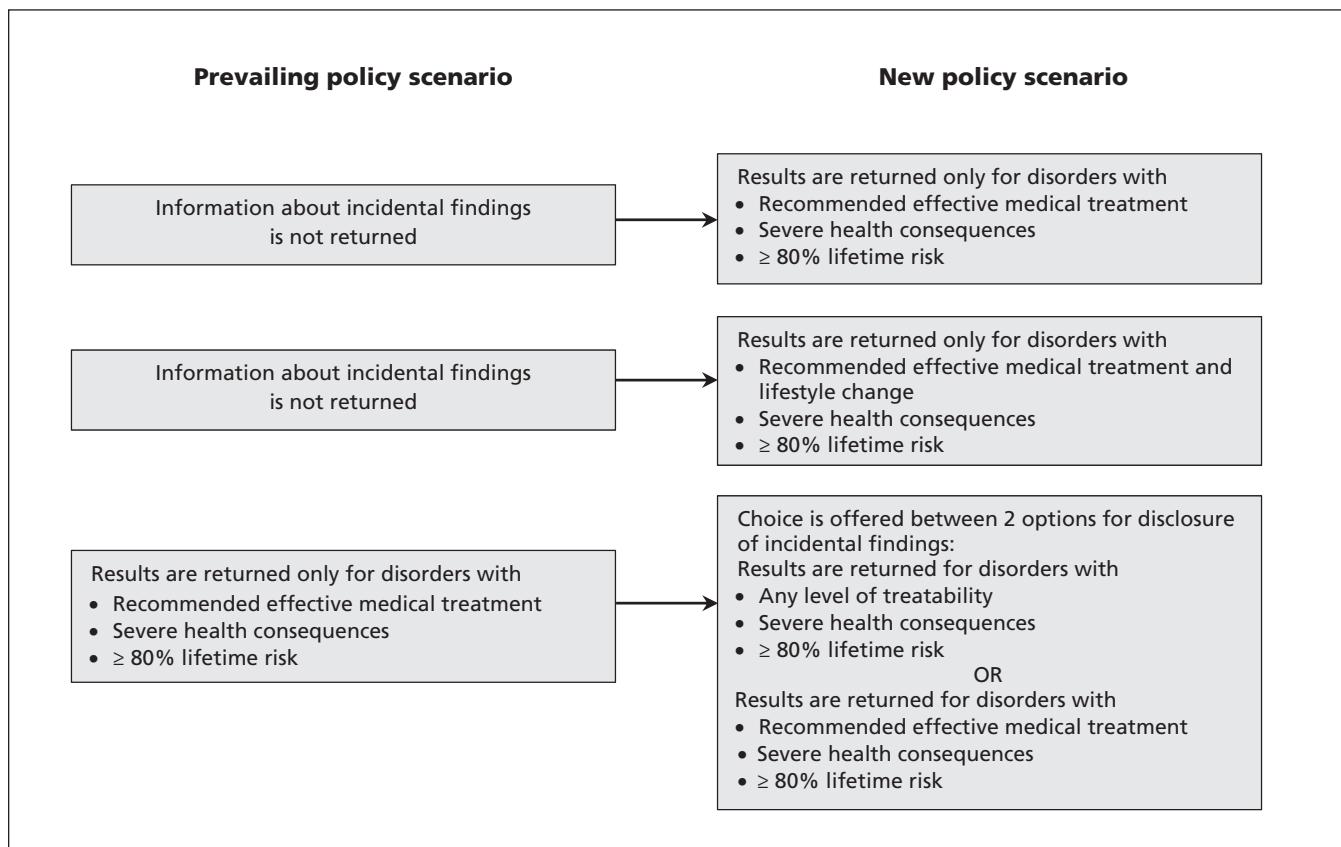 Prevailing policy scenario
New policy scenario
Information about incidental findings
is not returned
Results are returned only for disorders with
• Recommended effective medical treatment
• Severe health consequences
• ≥ 80% lifetime risk
Information about incidental findings
is not returned
Results are returned only for disorders with
• Recommended effective medical treatment and
lifestyle change
• Severe health consequences
• ≥ 80% lifetime risk
Results are returned only for disorders with
• Recommended effective medical treatment
• Severe health consequences
• ≥ 80% lifetime risk
Choice is offered between 2 options for disclosure
of incidental findings:
Results are returned for disorders with
• Any level of treatability
• Severe health consequences
• ≥ 80% lifetime risk
OR
Results are returned for disorders with
• Recommended effective medical treatment
• Severe health consequences
• ≥ 80% lifetime risk